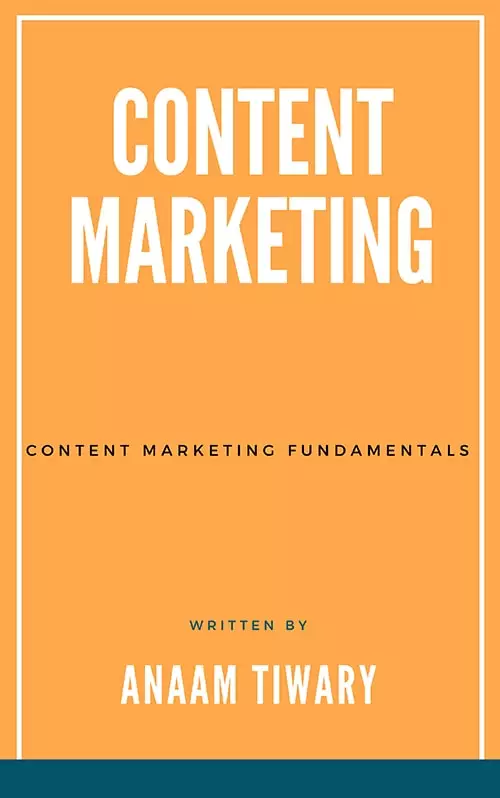 CONTENT
MARKETING
CONTENT MARKETING FUNDAMENTALS
WRITTEN BY
ANAAM TIWARY